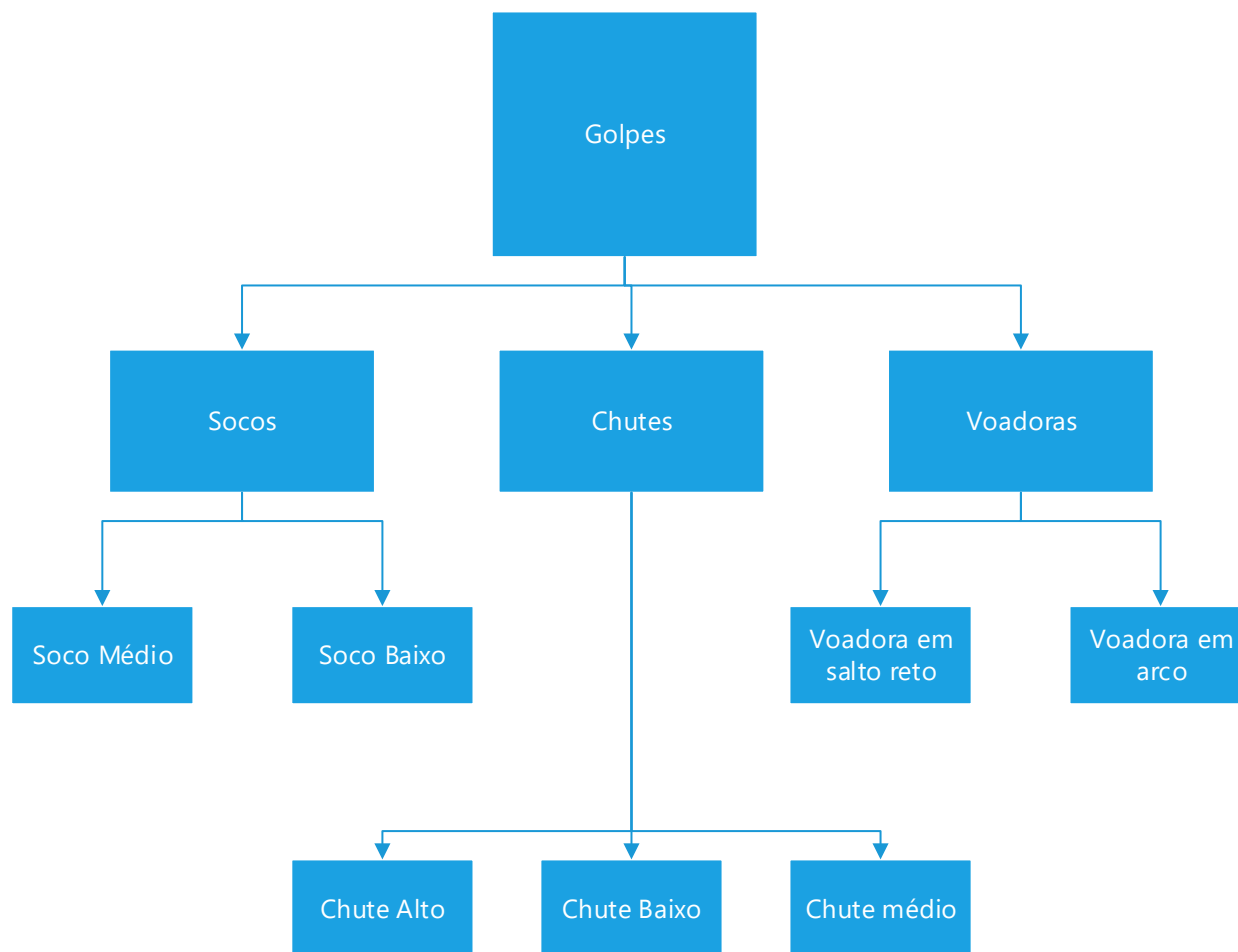 Golpes
Socos
Chutes
Voadoras
Soco Médio
Soco Baixo
Voadora em
salto reto
Voadora em
arco
Chute Alto
Chute Baixo
Chute médio